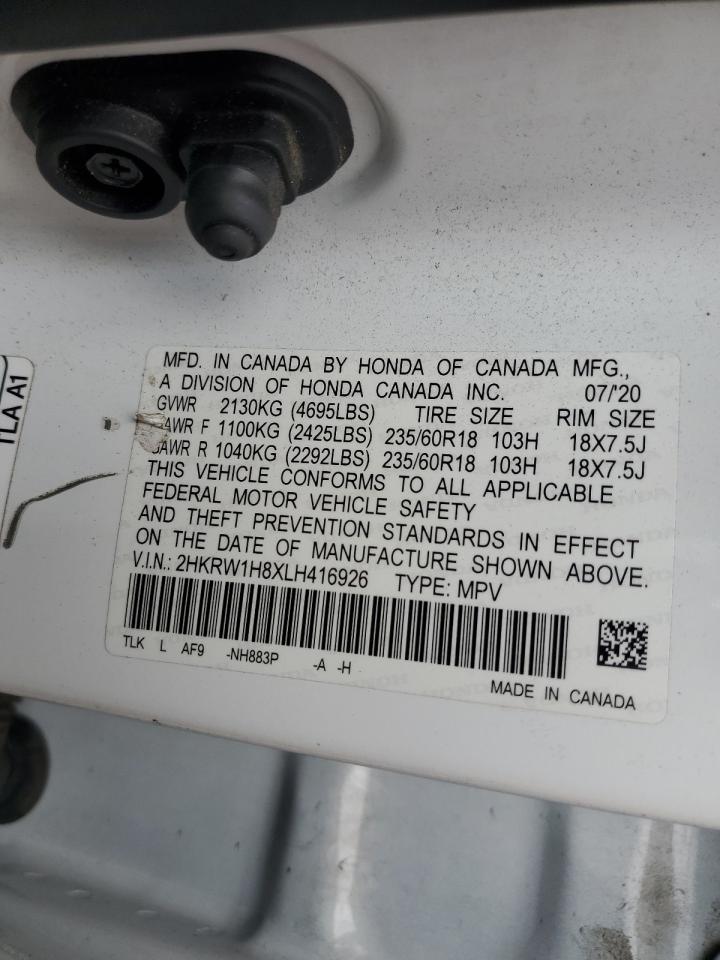 TLA A1
MFD. IN CANADA BY HONDA OF CANADA MFG.,
A DIVISION OF HONDA CANADA INC. 07/'20
GVWR 2130KG (4695LBS) TIRE SIZE RIM SIZE
GAWR F 1100KG (2425LBS) 235/60R18 103H 18X7.5J
GAWR R 1040KG (2292LBS) 235/60R18 103H 18X7.5J
THIS VEHICLE CONFORMS TO ALL APPLICABLE
FEDERAL MOTOR VEHICLE SAFETY
AND THEFT PREVENTION STANDARDS IN EFFECT
ON THE DATE OF MANUFACTURE SHOWN ABOVE.
V.I.N.: 2HKRW1H8XLH416926 TYPE: MPV
TLK L AF9 -NH883P -A -H
MADE IN CANADA